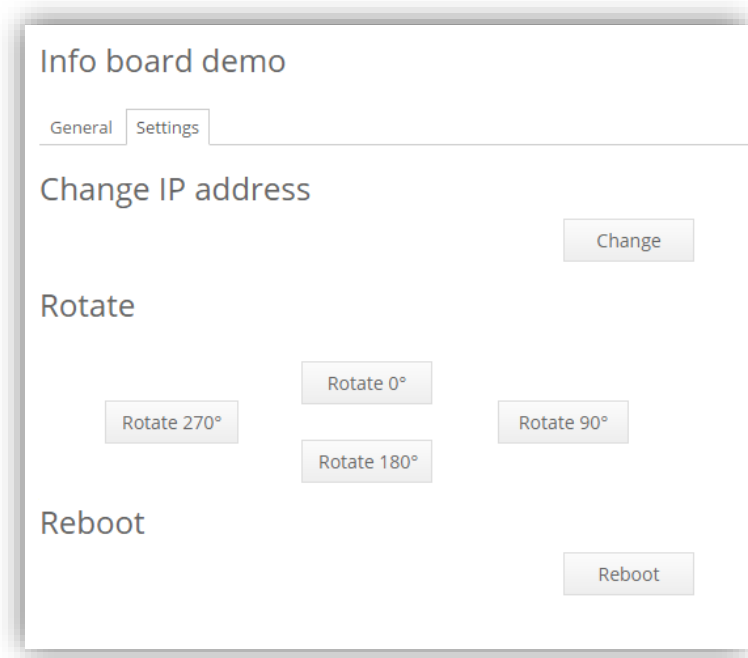 Info board demo
General Settings
Change IP address
Change
Rotate
Rotate 0°
Rotate 270° Rotate 90°
Rotate 180°
Reboot
Reboot